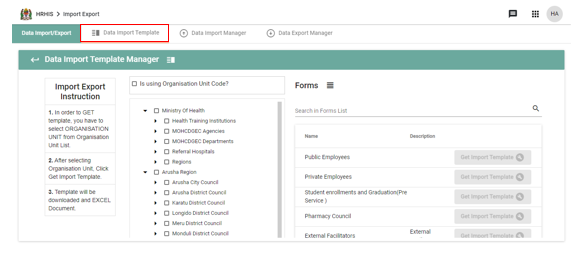 HRHIS > Import Export
HA
Data Import/Export
Data Import Template
Data Import Manager
Data Export Manager
Data Import Template Manager
Import Export
Instruction
1. In order to GET
template, you have to
select ORGANISATION
UNIT from Organisation
Unit List.
2. After selecting
Organisation Unit, Click
Get Import Template.
3. Template will be
downloaded and EXCEL
Document.
Is using Organisation Unit Code?
Ministry Of Health
Health Training Institutions
MOHCDGEC Agencies
MOHCDGEC Departments
Referral Hospitals
Regions
Arusha Region
Arusha City Council
Arusha District Council
Karatu District Council
Longido District Council
Meru District Council
Monduli District Council
Forms
Search in Forms List
Name Description
Public Employees Get Import Template
Private Employees Get Import Template
Student enrollments and Graduation(Pre
Service ) Get Import Template
Pharmacy Council Get Import Template
External Facilitators External Get Import Template